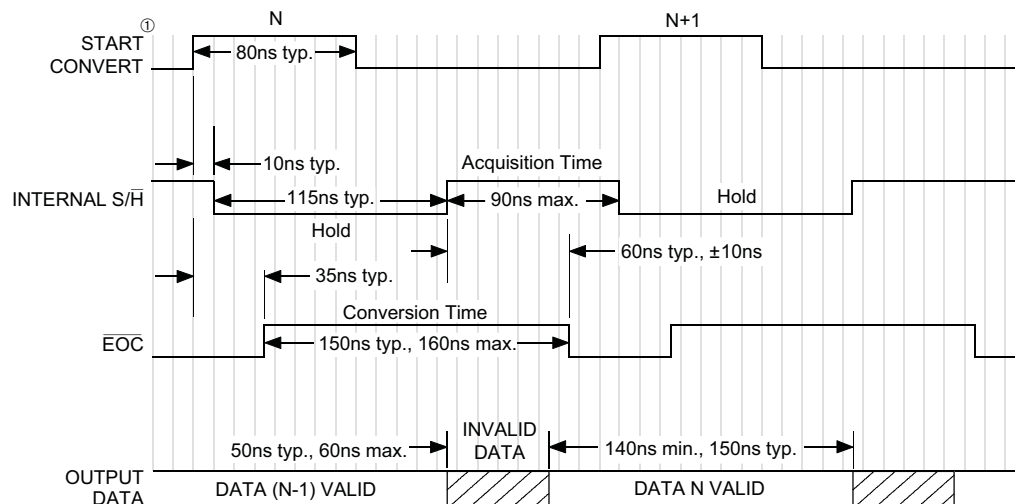 ①
N
N+1
START
CONVERT
80ns typ.
10ns typ.
Acquisition Time
INTERNAL S/H̅
115ns typ.
90ns max.
Hold
Hold
60ns typ., ±10ns
35ns typ.
Conversion Time
E̅O̅C̅
150ns typ., 160ns max.
50ns typ., 60ns max.
INVALID
DATA
140ns min., 150ns typ.
OUTPUT
DATA
DATA (N-1) VALID
DATA N VALID